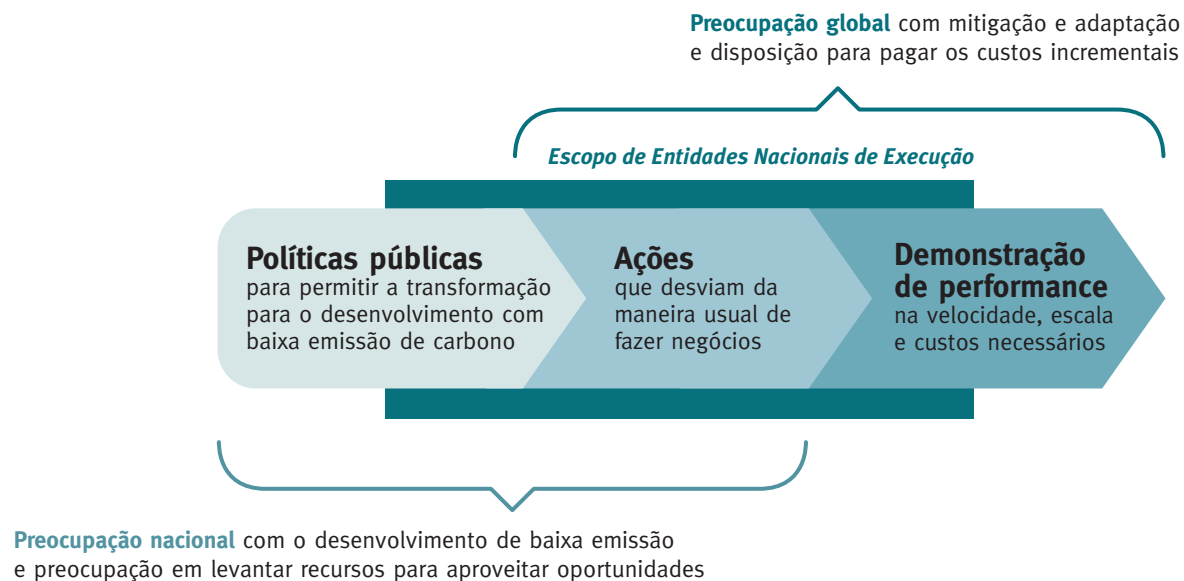 Preocupação global com mitigação e adaptação
e disposição para pagar os custos incrementais
Escopo de Entidades Nacionais de Execução
Políticas públicas
para permitir a transformação
para o desenvolvimento com
baixa emissão de carbono
Ações
que desviam da
maneira usual de
fazer negócios
Demonstração
de performance
na velocidade, escala
e custos necessários
Preocupação nacional com o desenvolvimento de baixa emissão
e preocupação em levantar recursos para aproveitar oportunidades